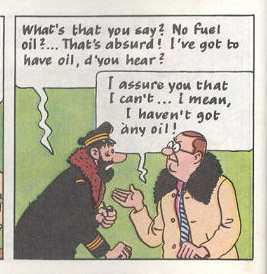 What's that you say? No fuel
oil?... That's absurd! I've got to
have oil, d'you hear?
I assure you that
I can't... I mean,
I haven't got
any oil!